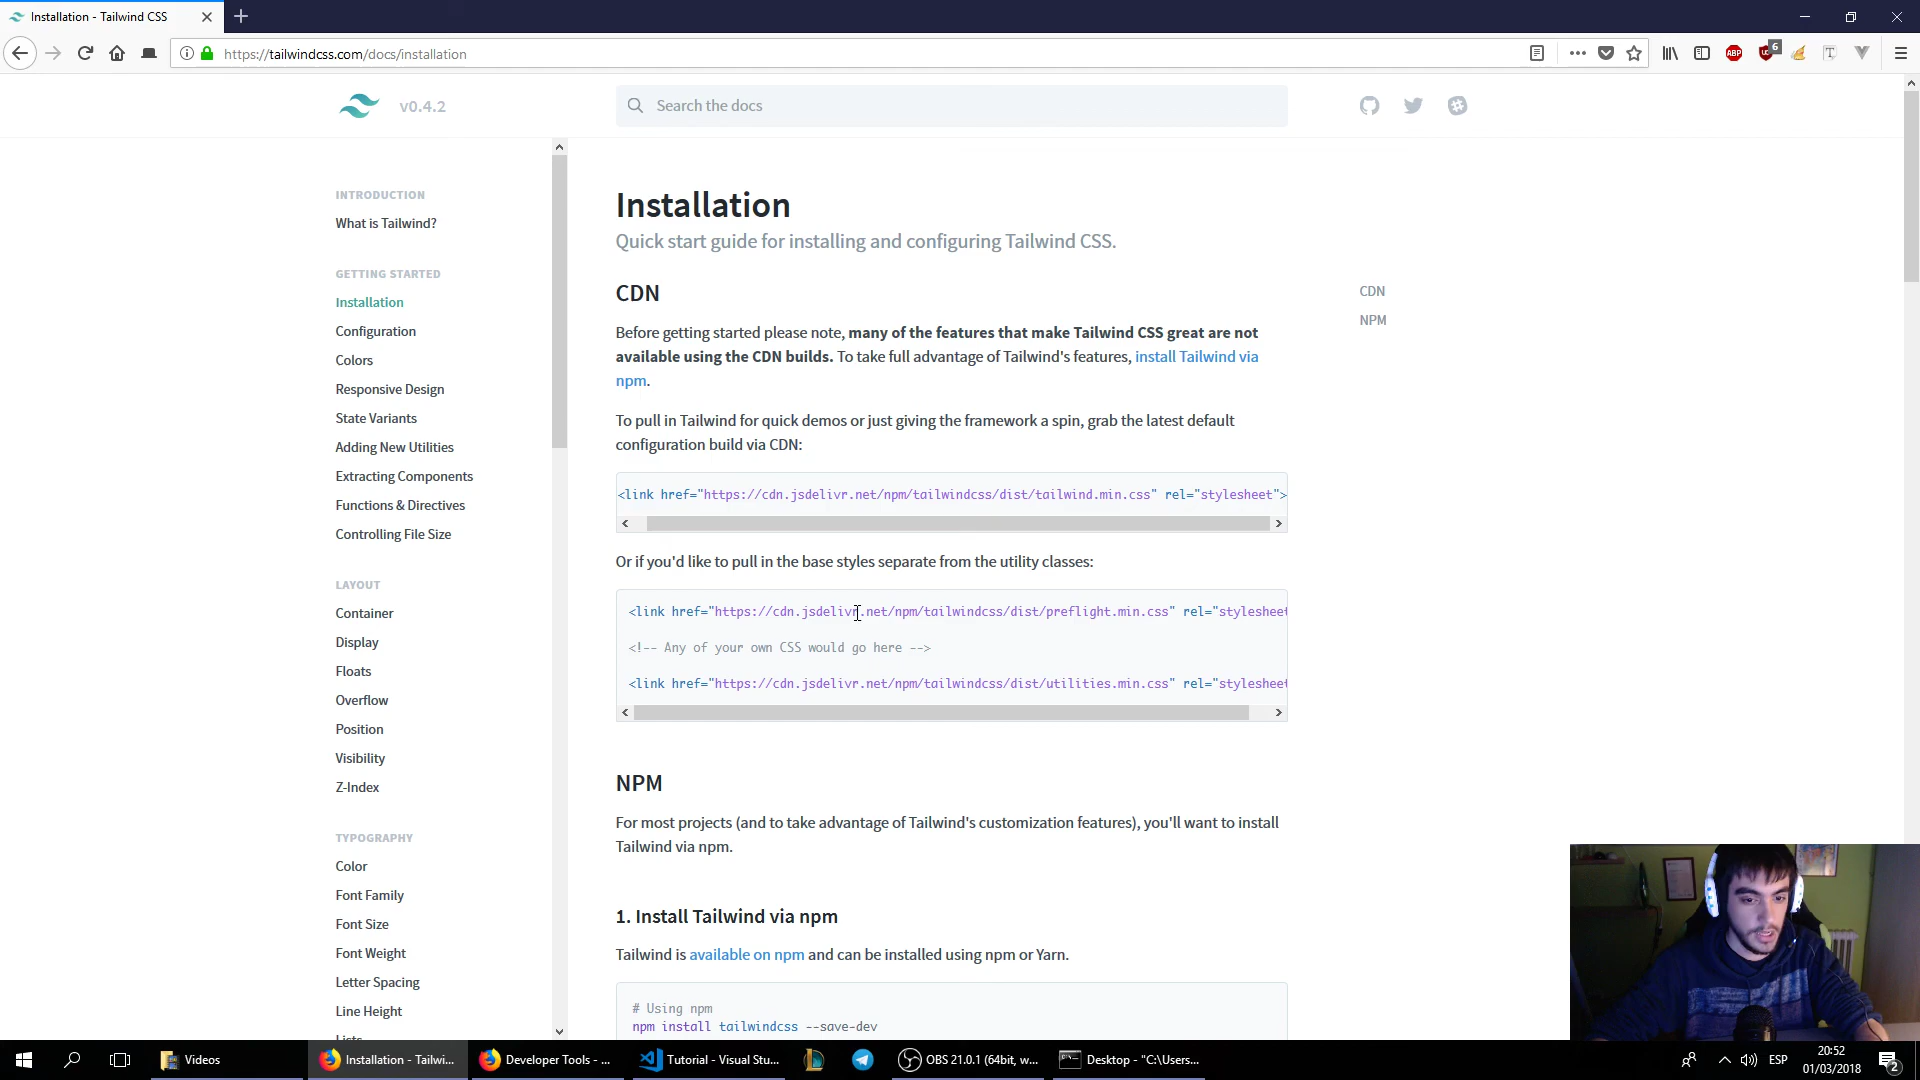 Installation - Tailwind CSS
https://tailwindcss.com/docs/installation
6
ABP
v0.4.2
Search the docs
INTRODUCTION
What is Tailwind?
GETTING STARTED
Installation
Configuration
Colors
Responsive Design
State Variants
Adding New Utilities
Extracting Components
Functions & Directives
Controlling File Size
LAYOUT
Container
Display
Floats
Overflow
Position
Visibility
Z-Index
TYPOGRAPHY
Color
Font Family
Font Size
Font Weight
Letter Spacing
Line Height
Lists
Installation
Quick start guide for installing and configuring Tailwind CSS.
CDN
Before getting started please note, many of the features that make Tailwind CSS great are not
available using the CDN builds. To take full advantage of Tailwind's features, install Tailwind via
npm.
To pull in Tailwind for quick demos or just giving the framework a spin, grab the latest default
configuration build via CDN:
<link href="https://cdn.jsdelivr.net/npm/tailwindcss/dist/tailwind.min.css" rel="stylesheet">
Or if you'd like to pull in the base styles separate from the utility classes:
<link href="https://cdn.jsdelivr.net/npm/tailwindcss/dist/preflight.min.css" rel="stylesheet
<!-- Any of your own CSS would go here -->
<link href="https://cdn.jsdelivr.net/npm/tailwindcss/dist/utilities.min.css" rel="stylesheet
NPM
For most projects (and to take advantage of Tailwind's customization features), you'll want to install
Tailwind via npm.
1. Install Tailwind via npm
Tailwind is available on npm and can be installed using npm or Yarn.
# Using npm
npm install tailwindcss --save-dev
CDN
NPM
Videos
Installation - Tailwi...
Developer Tools - ...
Tutorial - Visual Stu...
OBS 21.0.1 (64bit, w...
Desktop - "C:\Users...
ESP
20:52
01/03/2018
2